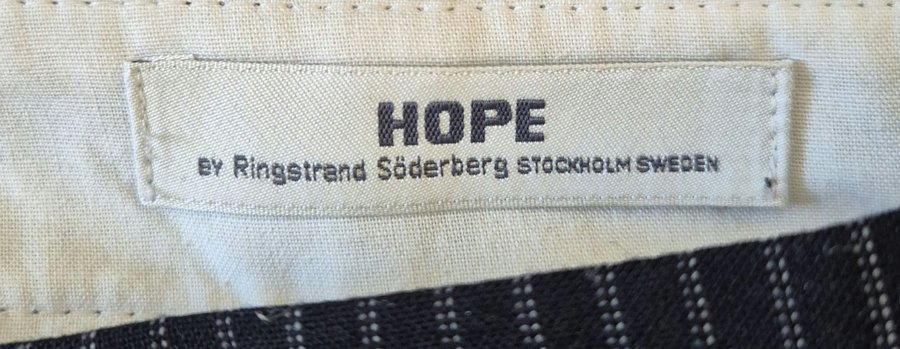 HOPE
BY Ringstrand Söderberg STOCKHOLM SWEDEN